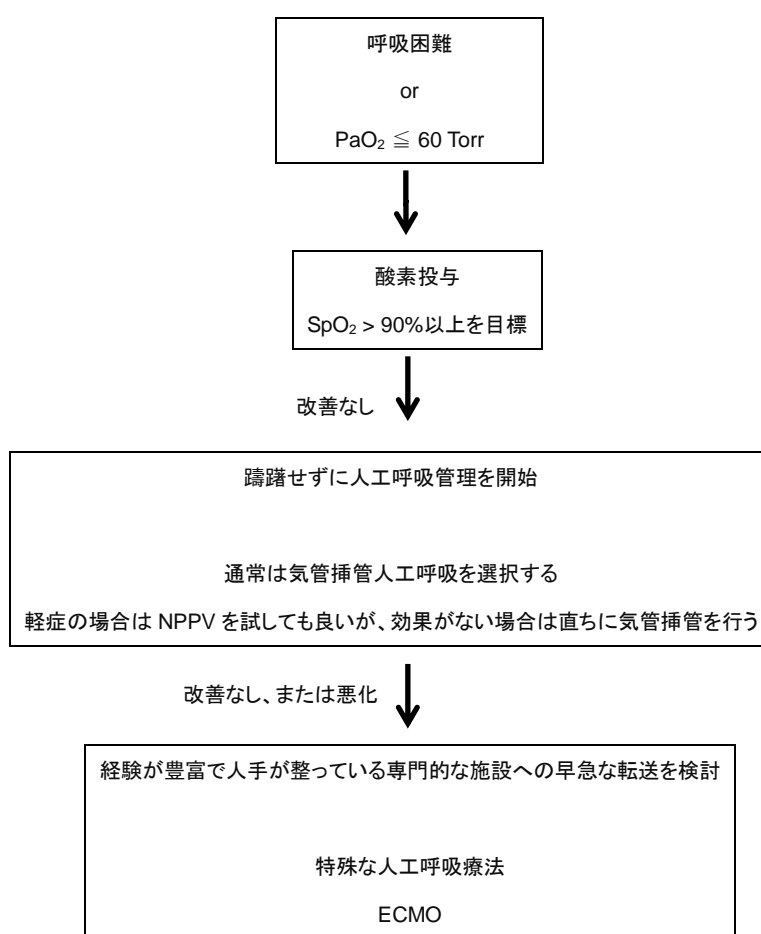 呼吸困難
or
PaO₂ ≦ 60 Torr
酸素投与
SpO₂ > 90%以上を目標
改善なし
躊躇せずに人工呼吸管理を開始
通常は気管挿管人工呼吸を選択する
軽症の場合は NPPV を試しても良いが、効果がない場合は直ちに気管挿管を行う
改善なし、または悪化
経験が豊富で人手が整っている専門的な施設への早急な転送を検討
特殊な人工呼吸療法
ECMO